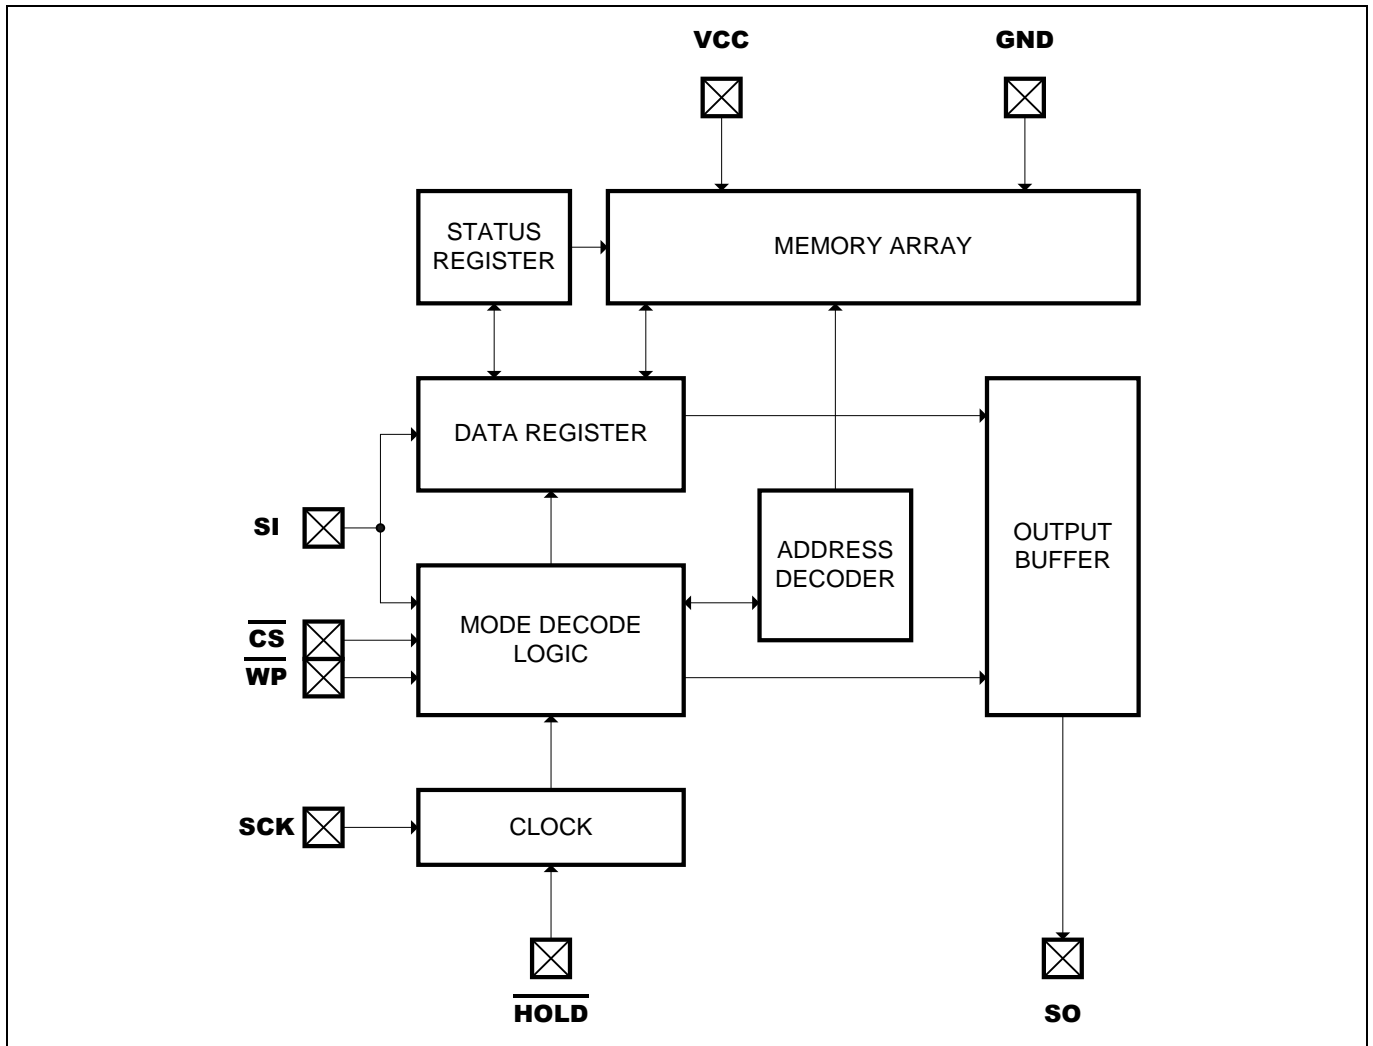 VCC
GND
STATUS
REGISTER
MEMORY ARRAY
DATA REGISTER
SI
ADDRESS
DECODER
OUTPUT
BUFFER
CS
WP
MODE DECODE
LOGIC
SCK
CLOCK
HOLD
SO